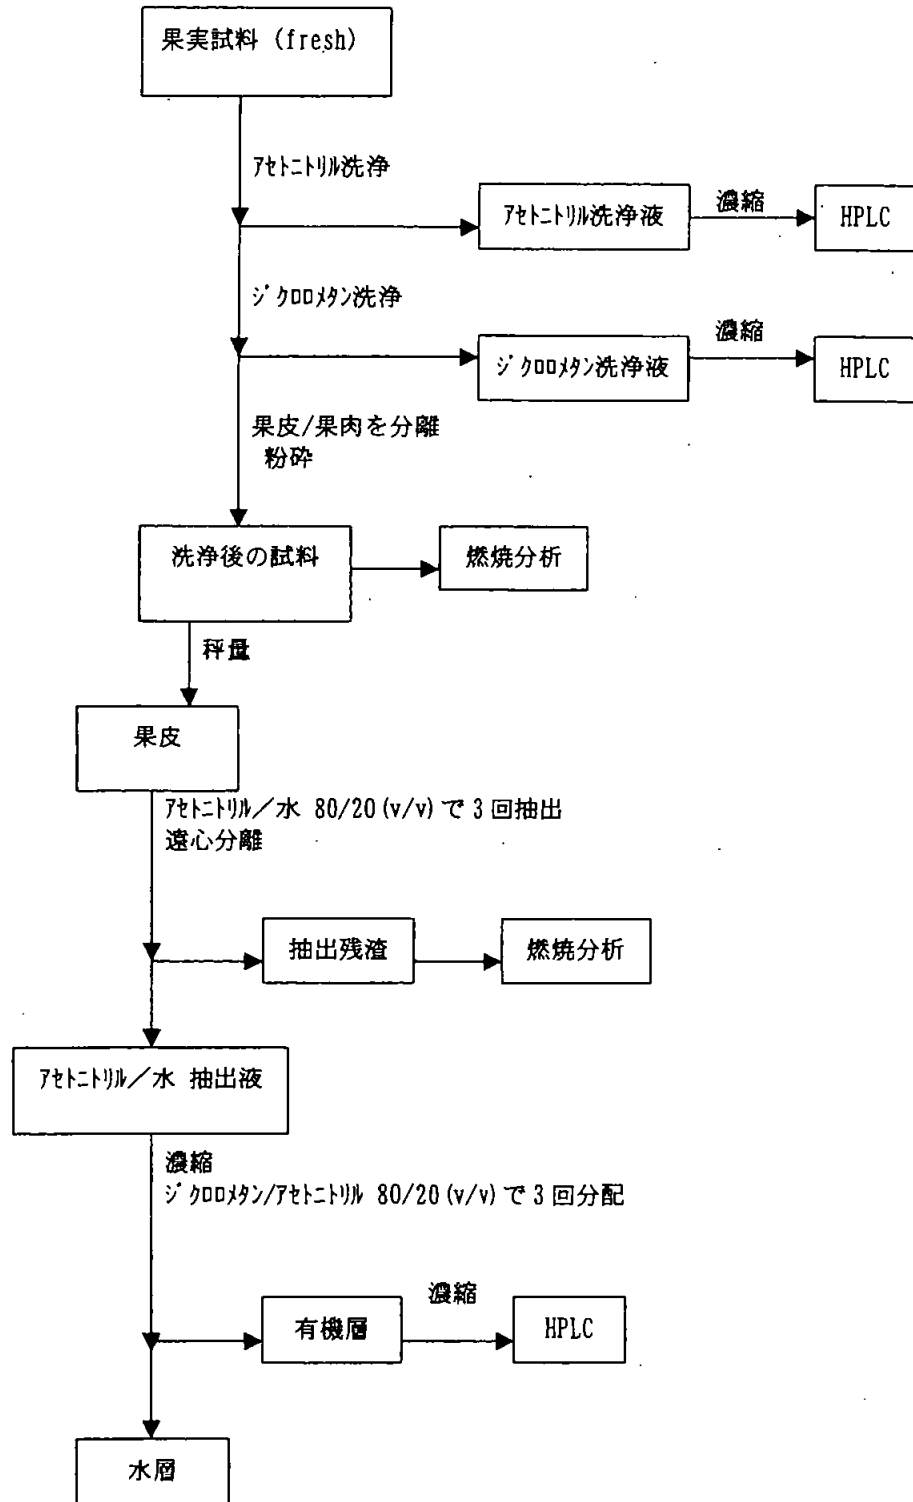 果実試料 (fresh)
ｱｾﾄﾆﾄﾘﾙ洗浄
ｱｾﾄﾆﾄﾘﾙ洗浄液
濃縮
HPLC
ｼﾞｸﾛﾛﾒﾀﾝ洗浄
ｼﾞｸﾛﾛﾒﾀﾝ洗浄液
濃縮
HPLC
果皮/果肉を分離
粉砕
洗浄後の試料
燃焼分析
秤量
果皮
ｱｾﾄﾆﾄﾘﾙ／水 80/20 (v/v) で 3 回抽出
遠心分離
抽出残渣
燃焼分析
ｱｾﾄﾆﾄﾘﾙ／水 抽出液
濃縮
ｼﾞｸﾛﾛﾒﾀﾝ/ｱｾﾄﾆﾄﾘﾙ 80/20 (v/v) で 3 回分配
有機層
濃縮
HPLC
水層